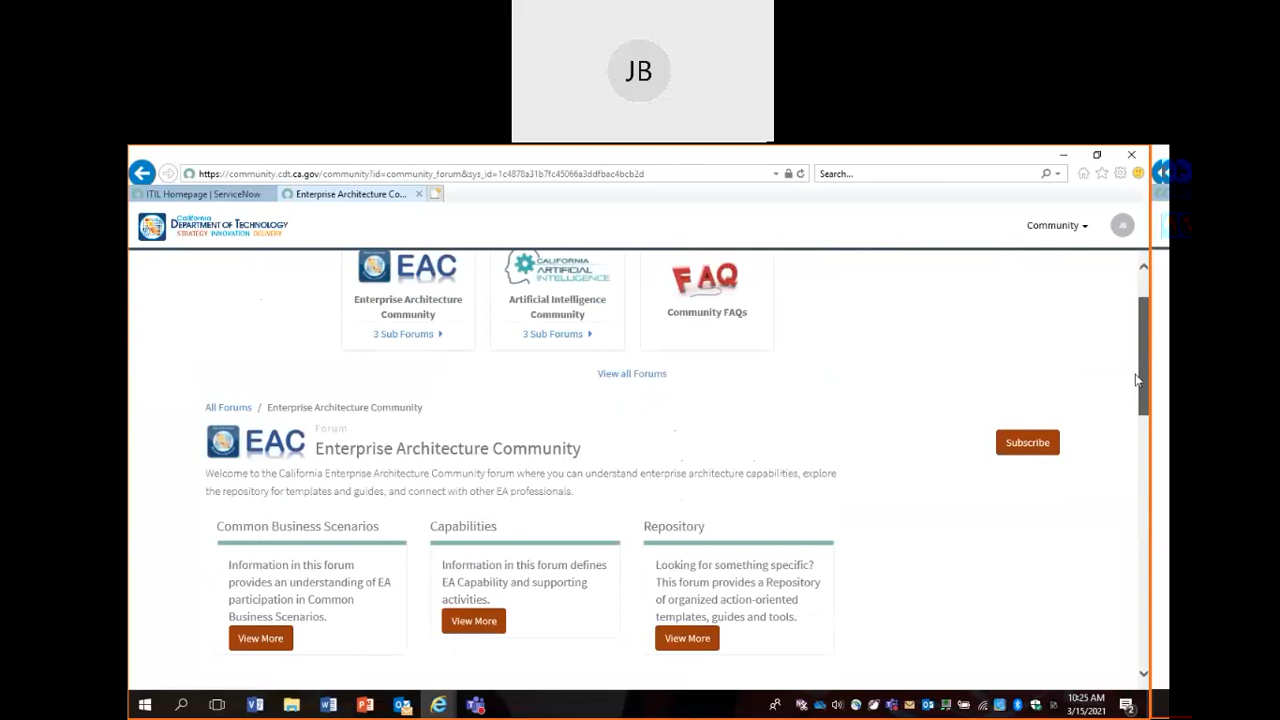 JB
https://community.cdt.ca.gov/community?id=community_forum&sys_id=1c4878a31b7fc45066a3ddfbac4bcb2d
Search...
ITIL Homepage | ServiceNow
Enterprise Architecture Co...
California
DEPARTMENT OF TECHNOLOGY
STRATEGY INNOVATION DELIVERY
Community
JB
EAC
CALIFORNIA
ARTIFICIAL
INTELLIGENCE
FAQ
Enterprise Architecture
Community
3 Sub Forums
Artificial Intelligence
Community
3 Sub Forums
Community FAQs
View all Forums
All Forums / Enterprise Architecture Community
EAC
Forum
Enterprise Architecture Community
Subscribe
Welcome to the California Enterprise Architecture Community forum where you can understand enterprise architecture capabilities, explore
the repository for templates and guides, and connect with other EA professionals.
Common Business Scenarios
Information in this forum
provides an understanding of EA
participation in Common
Business Scenarios.
View More
Capabilities
Information in this forum defines
EA Capability and supporting
activities.
View More
Repository
Looking for something specific?
This forum provides a Repository
of organized action-oriented
templates, guides and tools.
View More
10:25 AM
3/15/2021
2